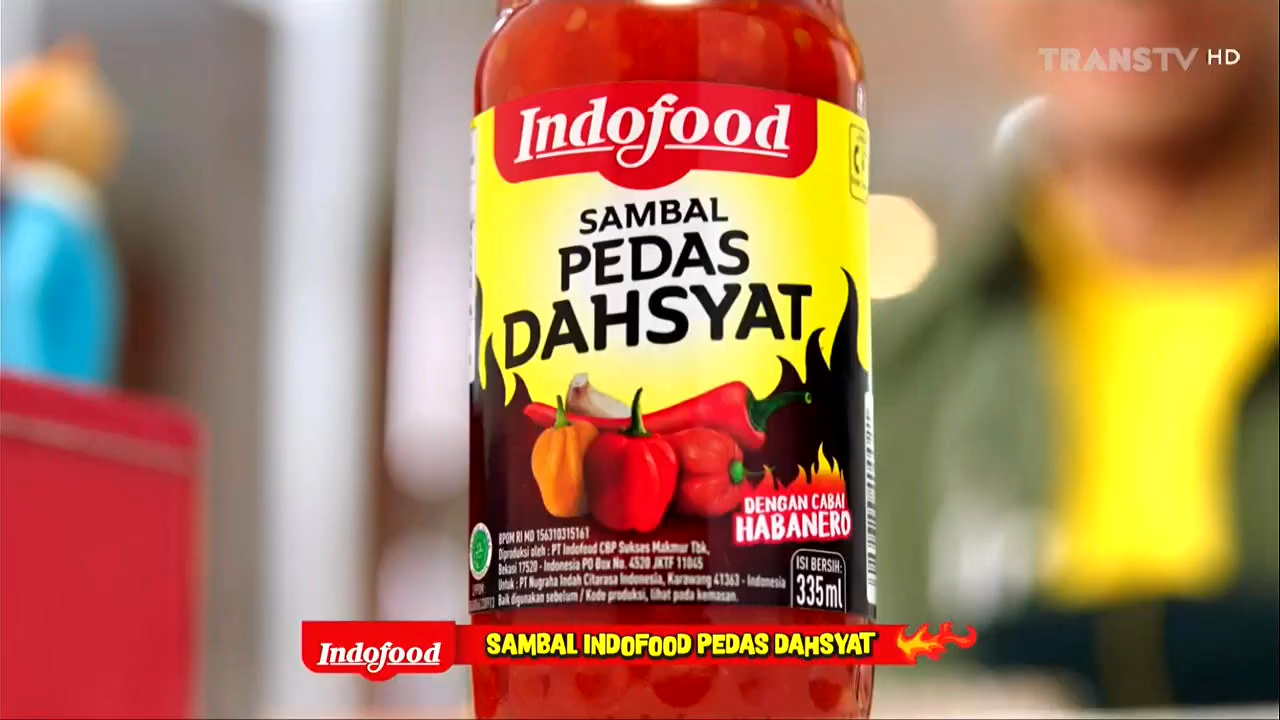 TRANSTV HD
Indofood
SAMBAL
PEDAS
DAHSYAT
DENGAN CABAI
HABANERO
BPOM RI MD 156310315161
Diproduksi oleh : PT Indofood CBP Sukses Makmur Tbk,
Bekasi 17520 - Indonesia PO Box No. 4520 JKTF 11045
Untuk : PT Nugraha Indah Citarasa Indonesia, Karawang 41363 - Indonesia
Baik digunakan sebelum / Kode produksi, lihat pada kemasan.
ISI BERSIH:
335 ml
Indofood
SAMBAL INDOFOOD PEDAS DAHSYAT